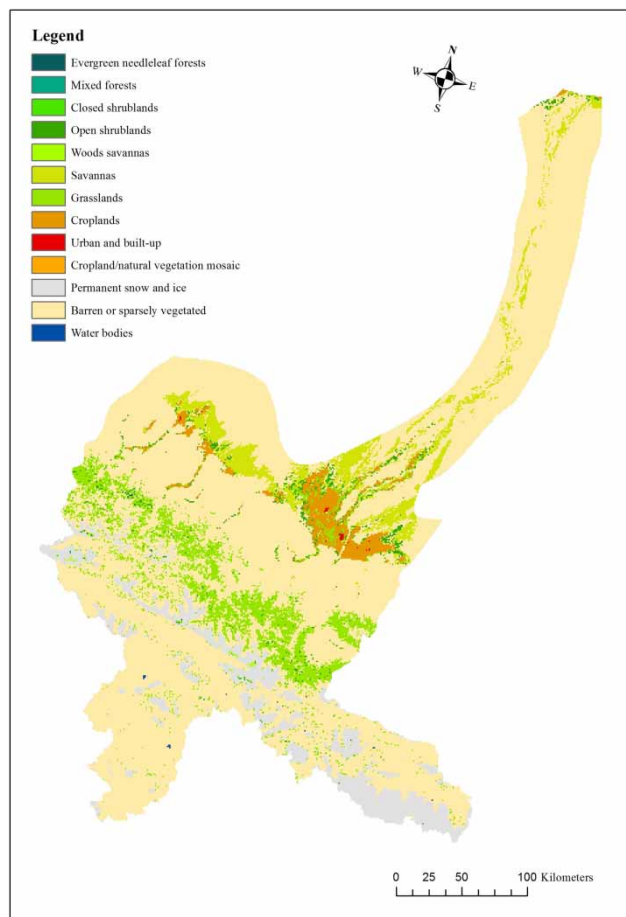 Legend
Evergreen needleleaf forests
Mixed forests
Closed shrublands
Open shrublands
Woods savannas
Savannas
Grasslands
Croplands
Urban and built-up
Cropland/natural vegetation mosaic
Permanent snow and ice
Barren or sparsely vegetated
Water bodies
N
W
E
S
0 25 50 100 Kilometers